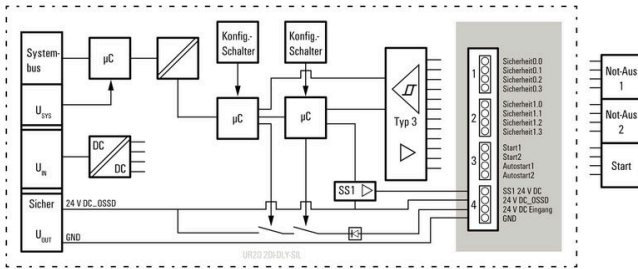 System-
bus
µC
Konfig.-
Schalter
Konfig.-
Schalter
U SYS
µC
µC
Typ 3
U IN
DC
DC
SS1
Sicher
24 V DC_OSSD
U OUT
GND
1
Sicherheit0.0
Sicherheit0.1
Sicherheit0.2
Sicherheit0.3
2
Sicherheit1.0
Sicherheit1.1
Sicherheit1.2
Sicherheit1.3
3
Start1
Start2
Autostart1
Autostart2
4
SS1 24 V DC
24 V DC_OSSD
24 V DC Eingang
GND
Not-Aus
1
Not-Aus
2
Start
UR20 2DI-DLY-SIL